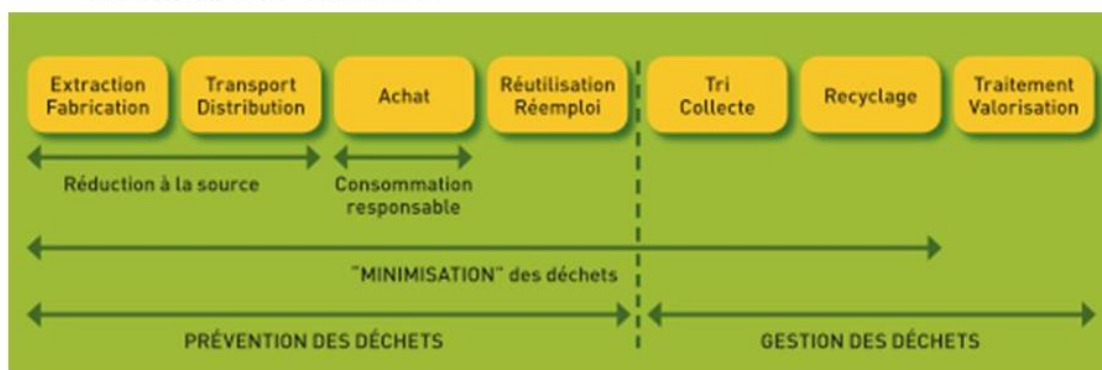 Extraction
Fabrication
Transport
Distribution
Achat
Réutilisation
Réemploi
Tri
Collecte
Recyclage
Traitement
Valorisation
Réduction à la source
Consommation
responsable
"MINIMISATION" des déchets
PRÉVENTION DES DÉCHETS
GESTION DES DÉCHETS